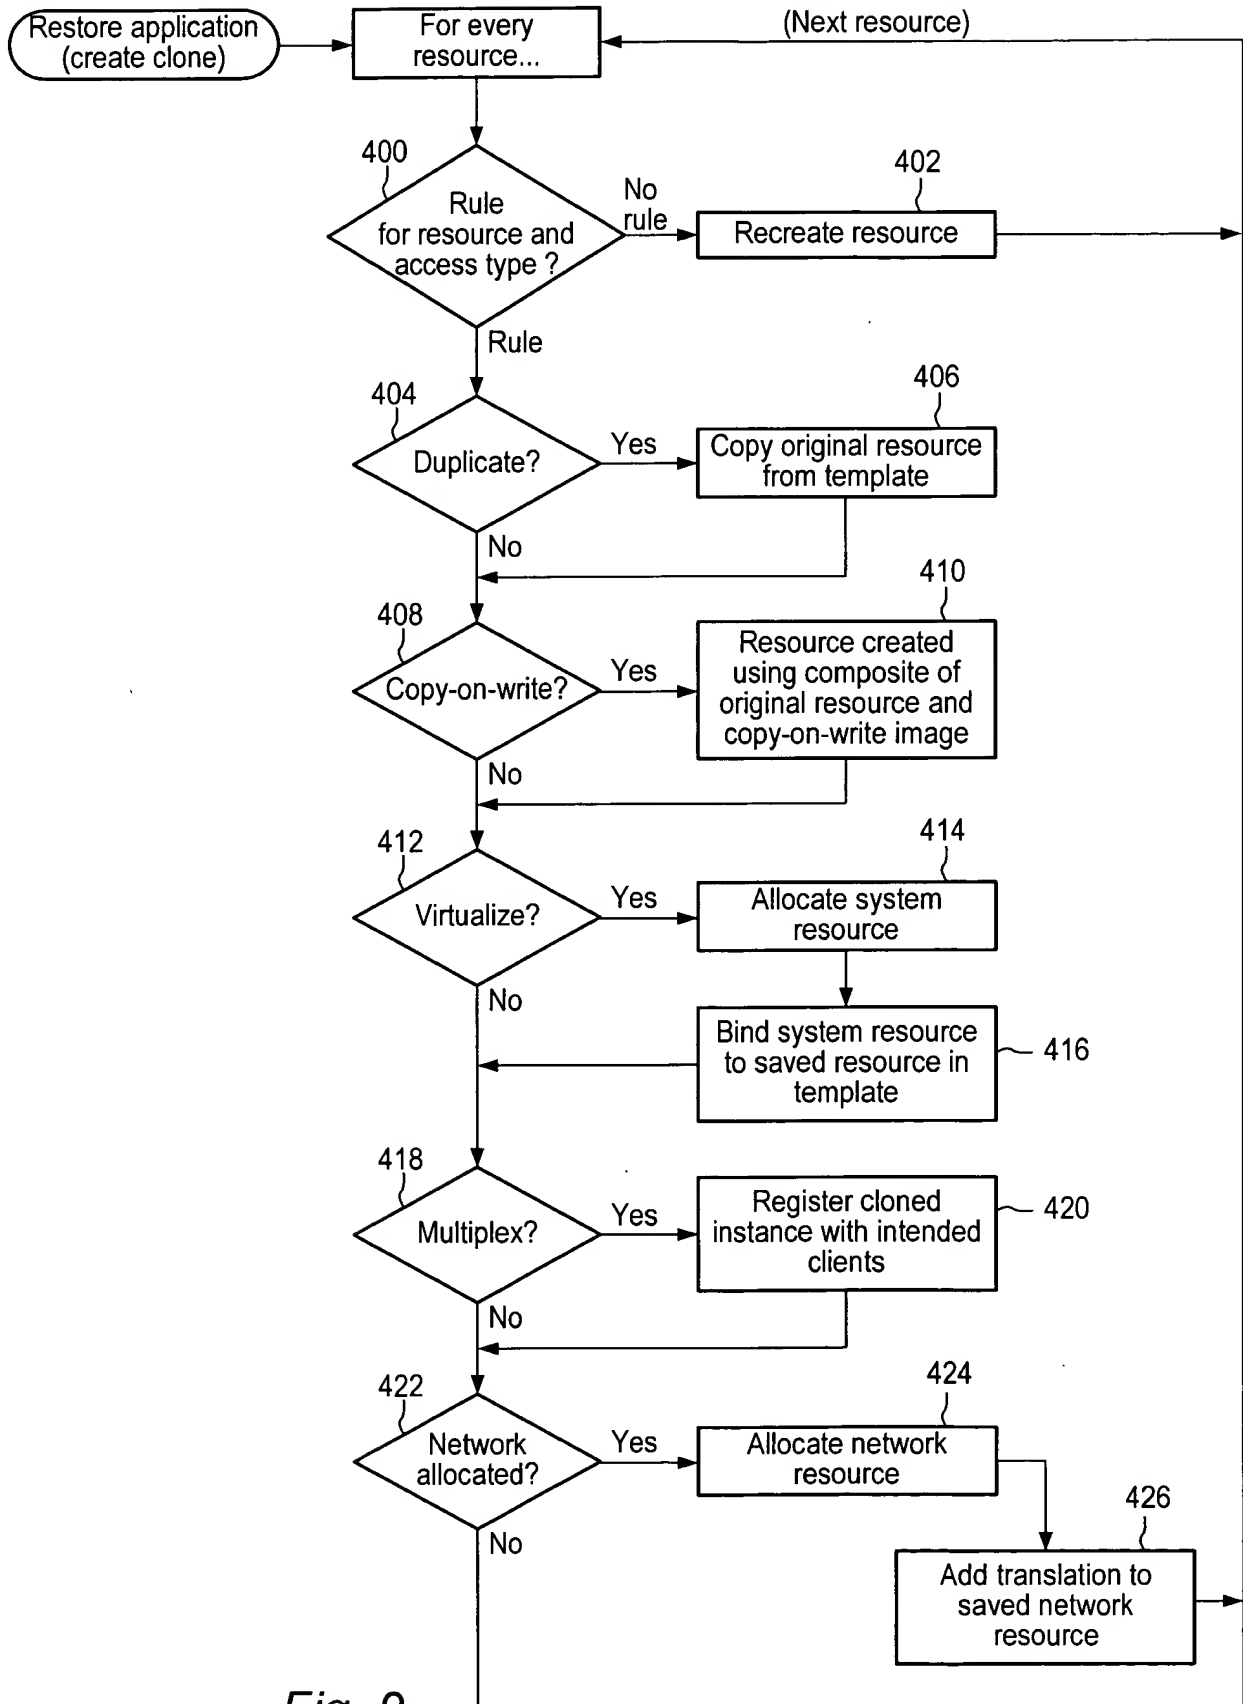 Restore application
(create clone)
For every
resource...
(Next resource)
400
Rule
for resource and
access type ?
No
rule
402
Recreate resource
Rule
404
Duplicate?
Yes
406
Copy original resource
from template
No
408
Copy-on-write?
Yes
410
Resource created
using composite of
original resource and
copy-on-write image
No
412
Virtualize?
Yes
414
Allocate system
resource
No
Bind system resource
to saved resource in
template
416
418
Multiplex?
Yes
Register cloned
instance with intended
clients
420
No
422
Network
allocated?
Yes
424
Allocate network
resource
No
426
Add translation to
saved network
resource
Fig. 9